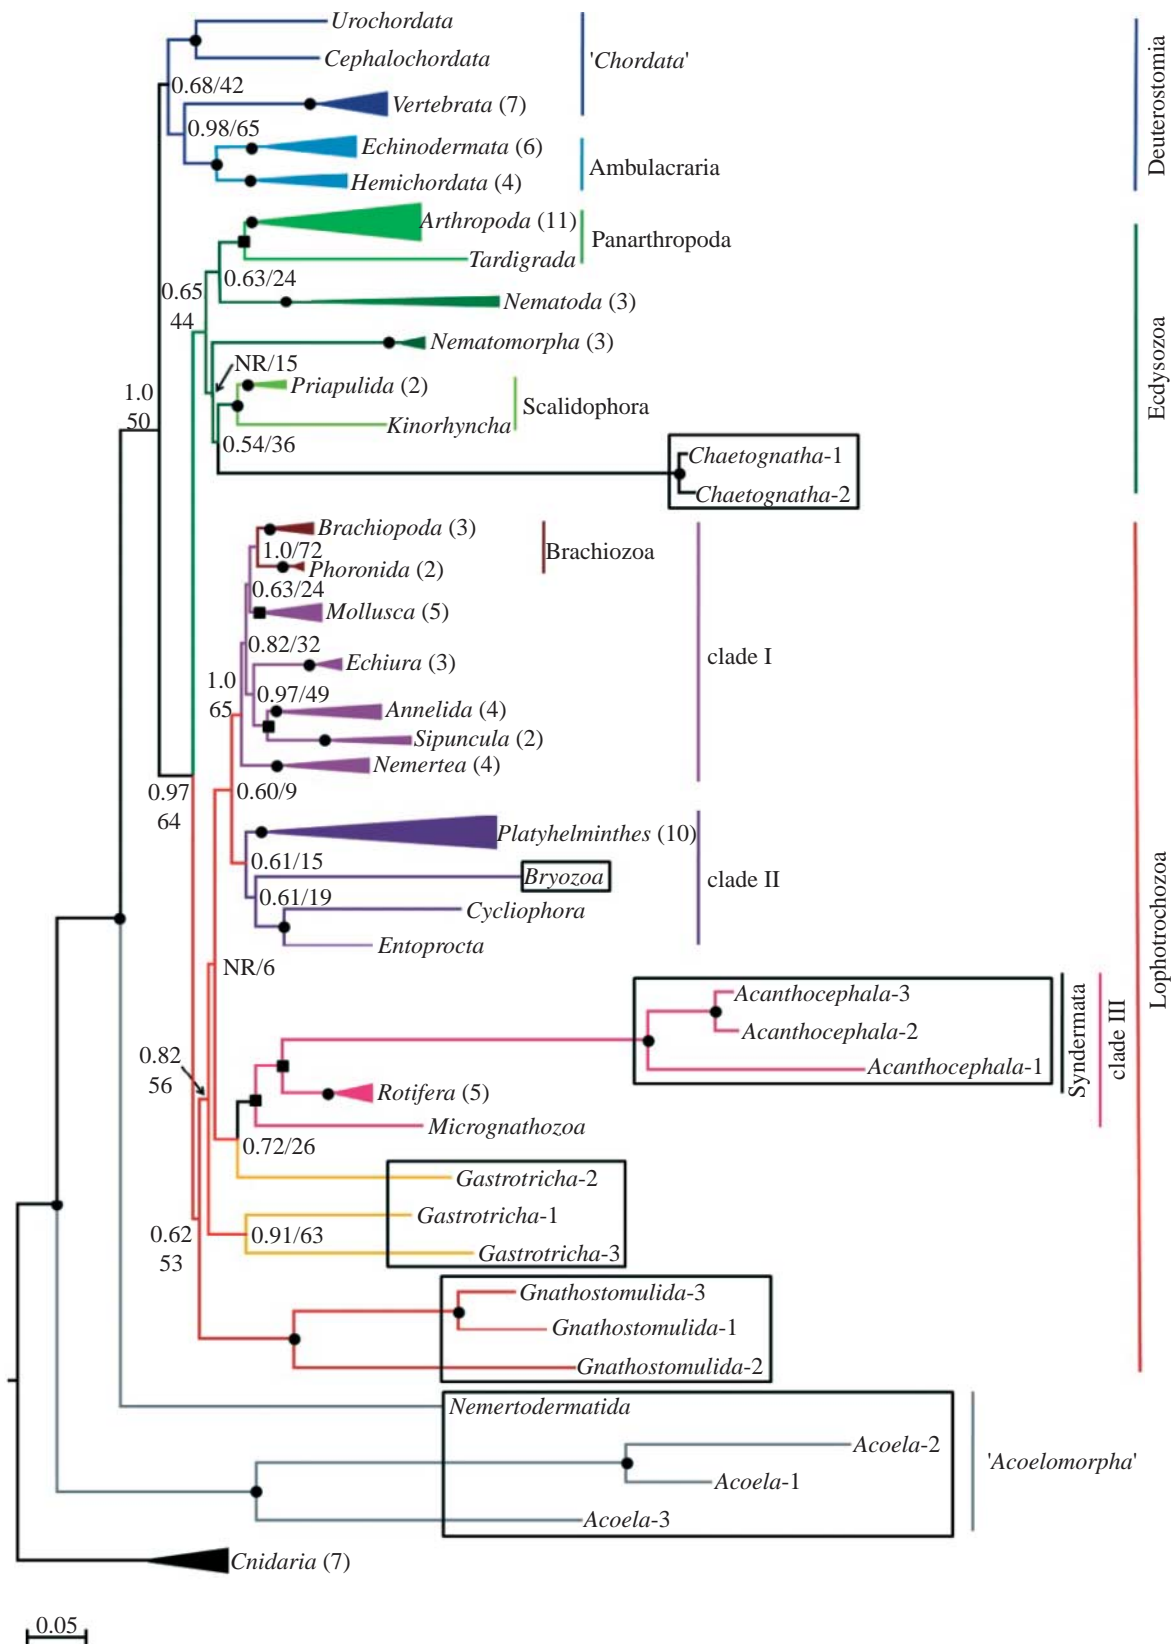 Urochordata
Cephalochordata
'Chordata'
0.68/42
Vertebrata (7)
0.98/65
Echinodermata (6)
Ambulacraria
Hemichordata (4)
Deuterostomia
Arthropoda (11)
Panarthropoda
Tardigrada
0.63/24
0.65
44
Nematoda (3)
Nematomorpha (3)
NR/15
Priapulida (2)
Scalidophora
Kinorhyncha
1.0
50
0.54/36
Chaetognatha-1
Chaetognatha-2
Ecdysozoa
Brachiopoda (3)
1.0/72
Brachiozoa
Phoronida (2)
0.63/24
Mollusca (5)
0.82/32
clade I
Echiura (3)
1.0
65
0.97/49
Annelida (4)
Sipuncula (2)
Nemertea (4)
0.97
64
0.60/9
Platyhelminthes (10)
0.61/15
Bryozoa
clade II
0.61/19
Cycliophora
Entoprocta
NR/6
Lophotrochozoa
Acanthocephala-3
Acanthocephala-2
Acanthocephala-1
Syndermata
clade III
0.82
56
Rotifera (5)
Micrognathozoa
0.72/26
Gastrotricha-2
Gastrotricha-1
0.91/63
Gastrotricha-3
0.62
53
Gnathostomulida-3
Gnathostomulida-1
Gnathostomulida-2
Nemertodermatida
Acoela-2
'Acoelomorpha'
Acoela-1
Acoela-3
Cnidaria (7)
0.05